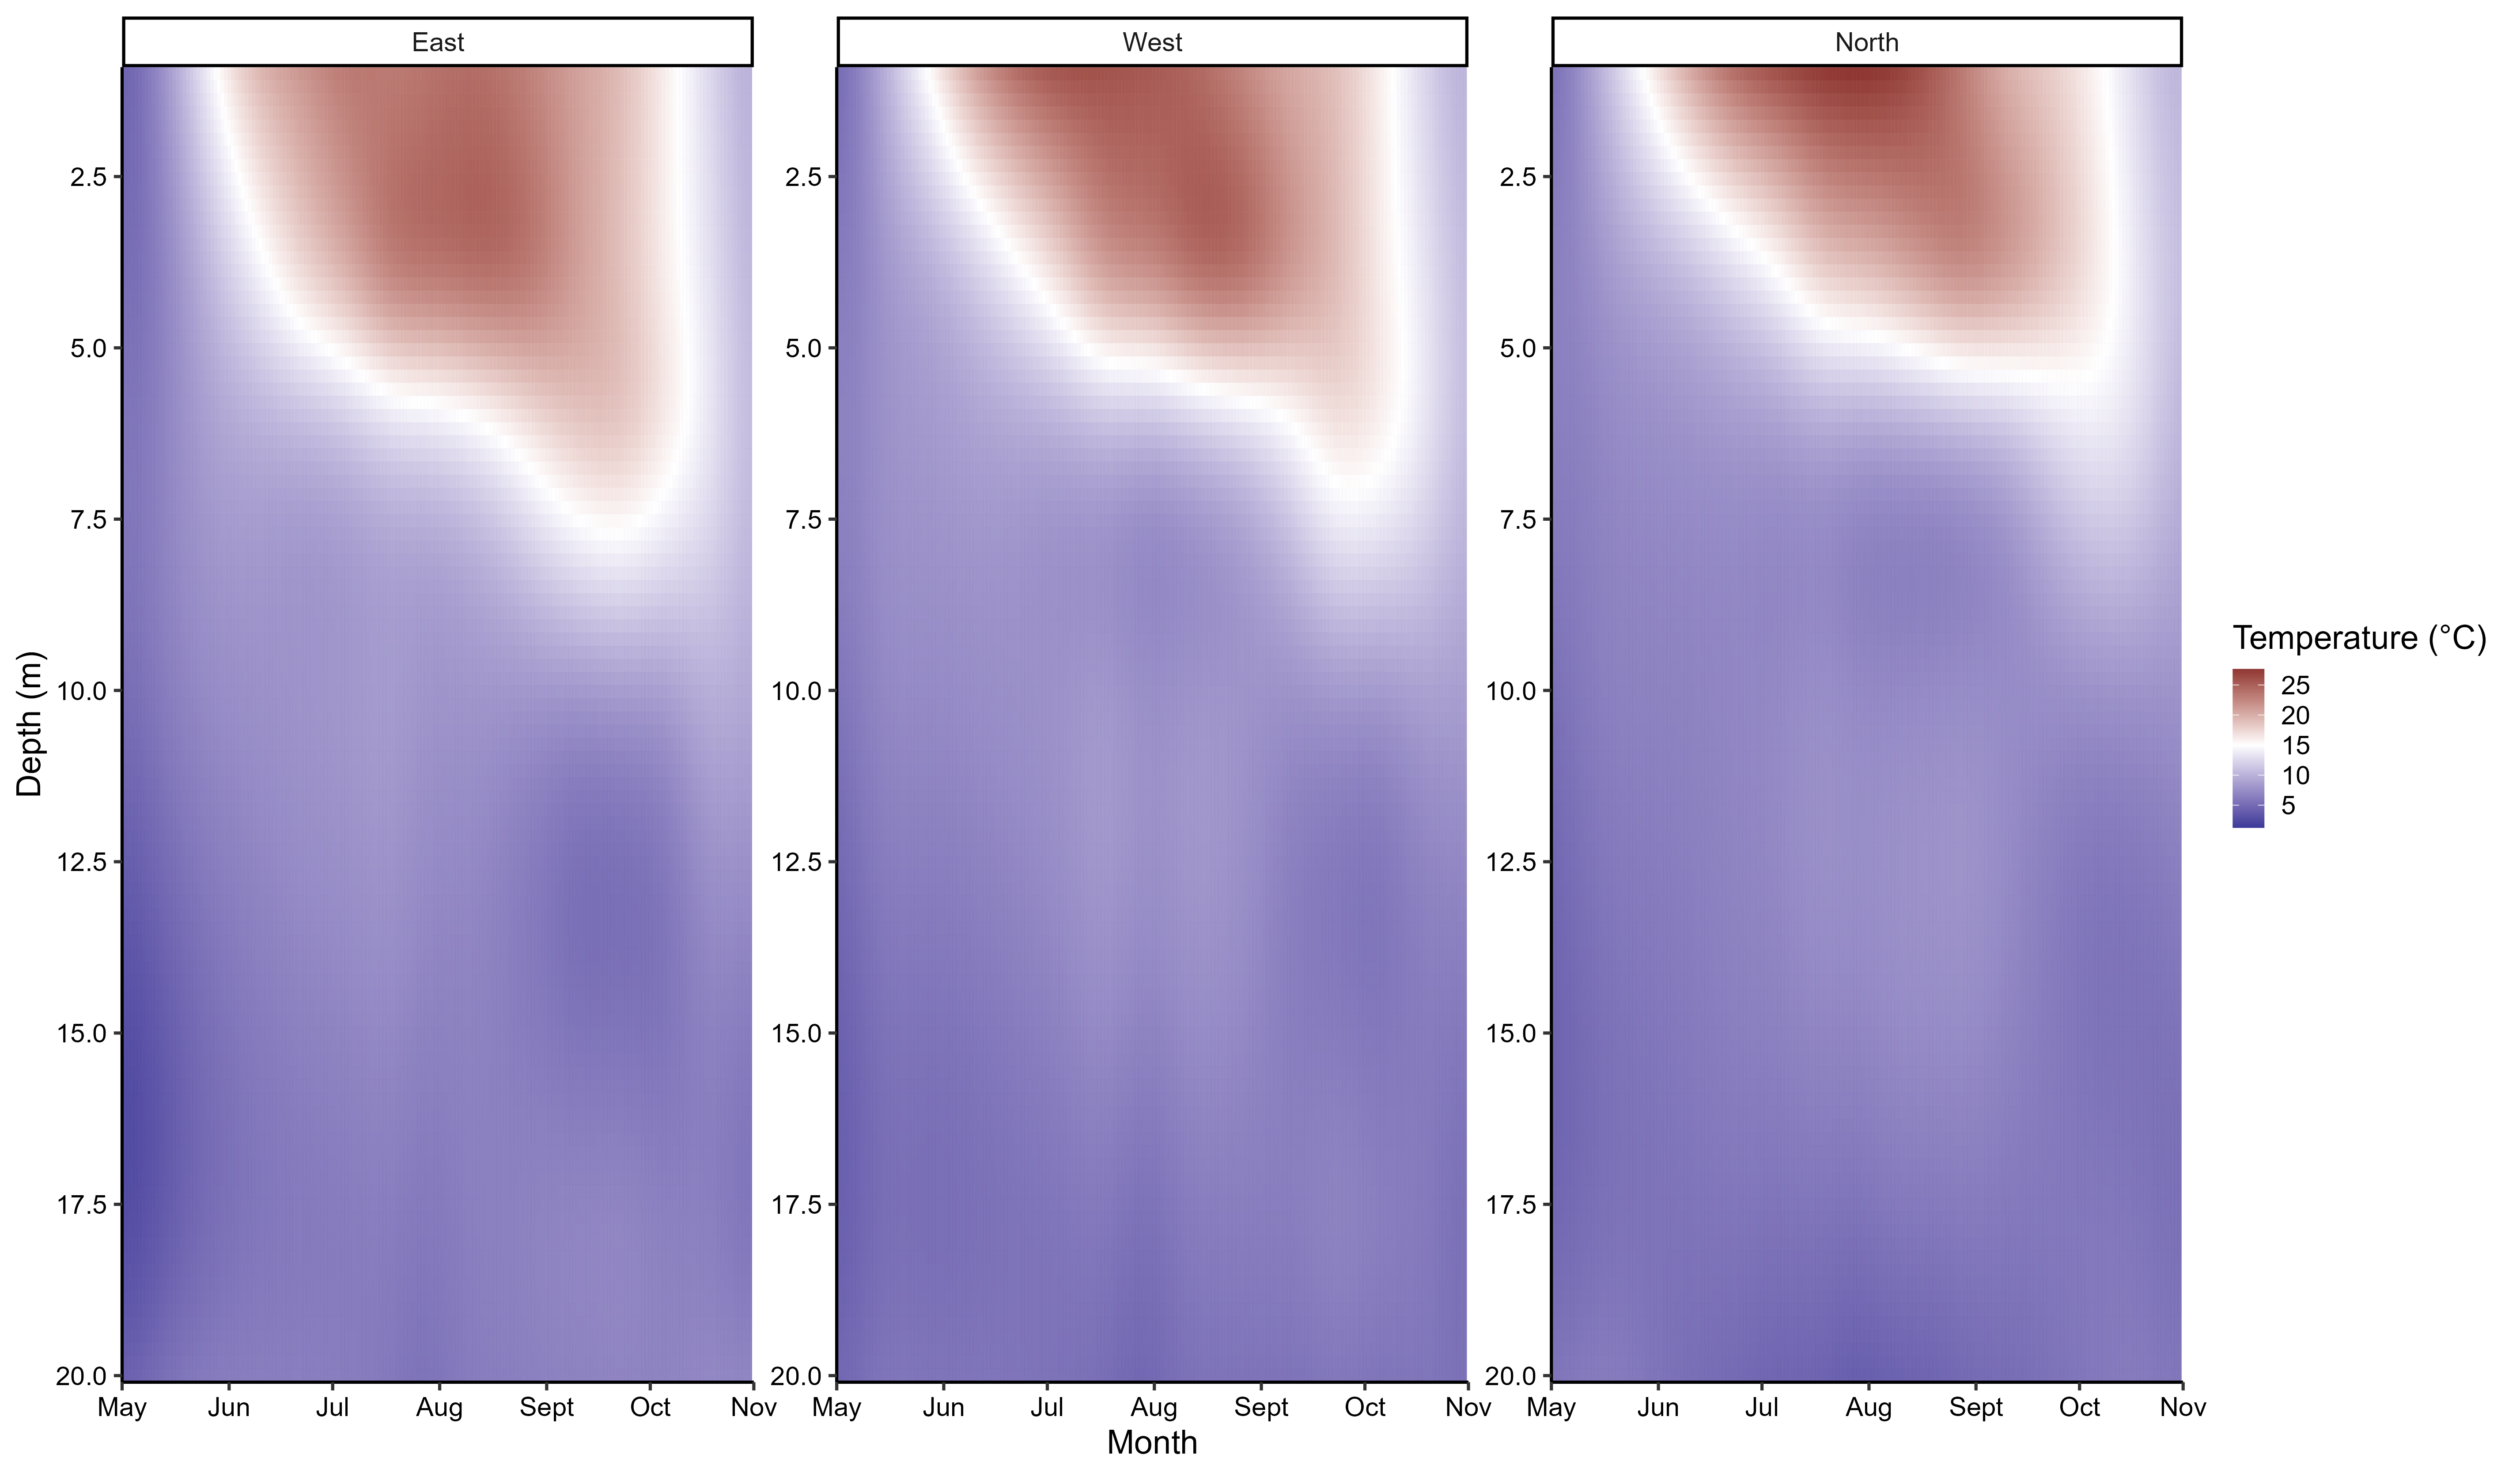 East West North
2.5 2.5 2.5
5.0 5.0 5.0
7.5 7.5 7.5
10.0 10.0 10.0
12.5 12.5 12.5
15.0 15.0 15.0
17.5 17.5 17.5
20.0 20.0 20.0
Depth (m)
May Jun Jul Aug Sept Oct Nov May Jun Jul Aug Sept Oct Nov May Jun Jul Aug Sept Oct Nov
Month
Temperature (°C)
25
20
15
10
5